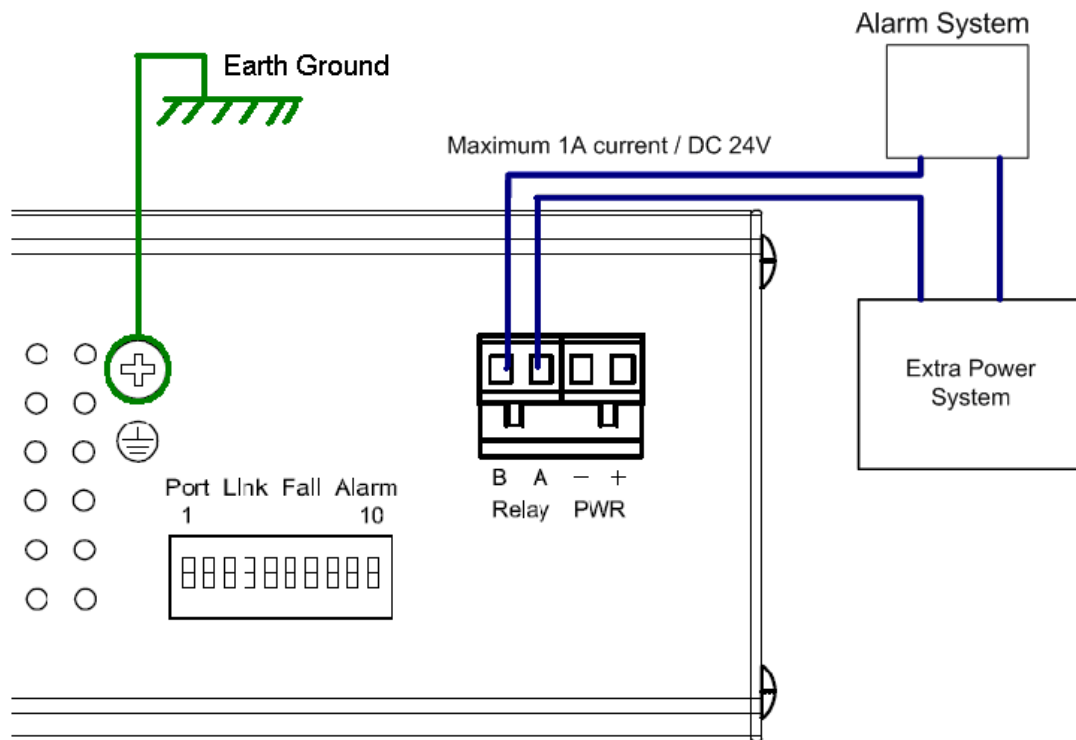 Alarm System
Earth Ground
Maximum 1A current / DC 24V
Extra Power
System
B A − +
Relay PWR
Port LInk Fall Alarm
1 10